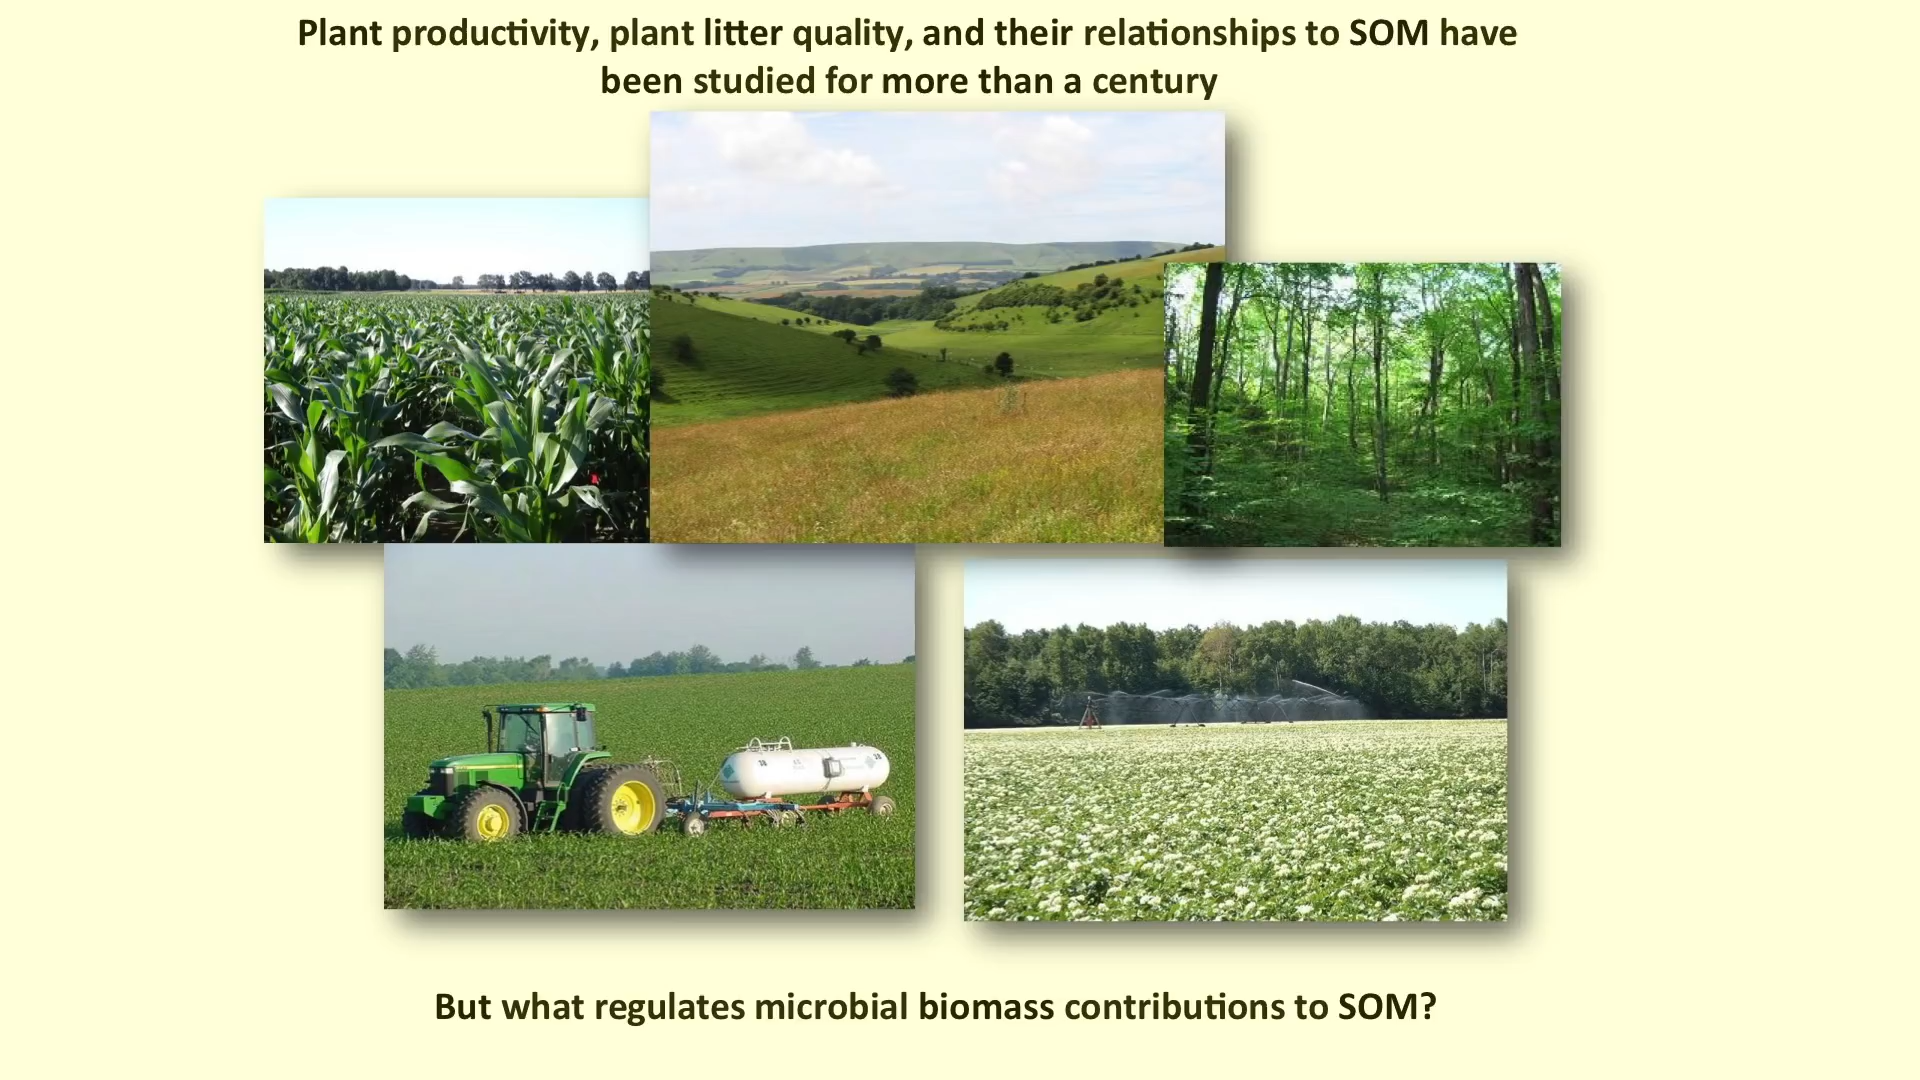 Plant productivity, plant litter quality, and their relationships to SOM have
been studied for more than a century
But what regulates microbial biomass contributions to SOM?